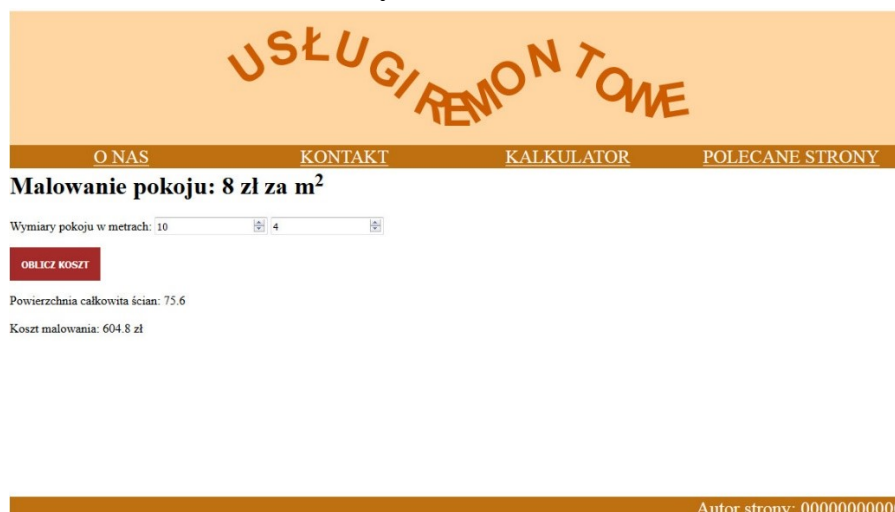 USŁUGI REMONTOWE
O NAS KONTAKT KALKULATOR POLECANE STRONY
Malowanie pokoju: 8 zł za m²
Wymiary pokoju w metrach: 10 4
OBLICZ KOSZT
Powierzchnia całkowita ścian: 75.6
Koszt malowania: 604.8 zł
Autor strony: 0000000000